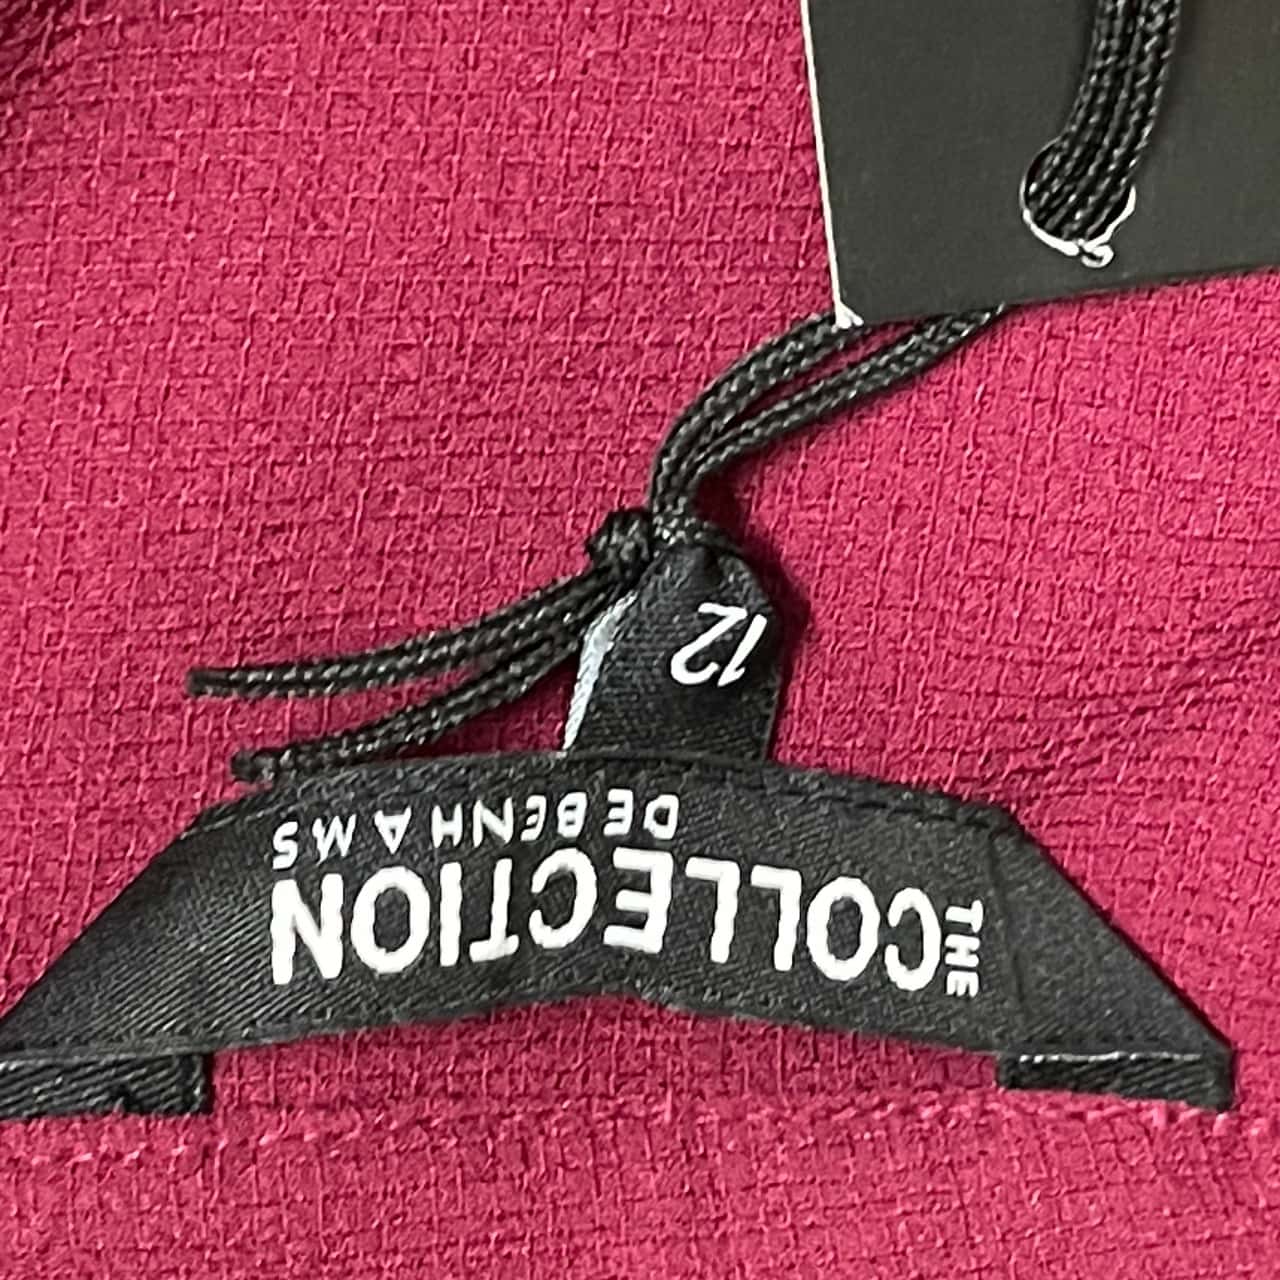 THE
COLLECTION
DEBENHAMS
12